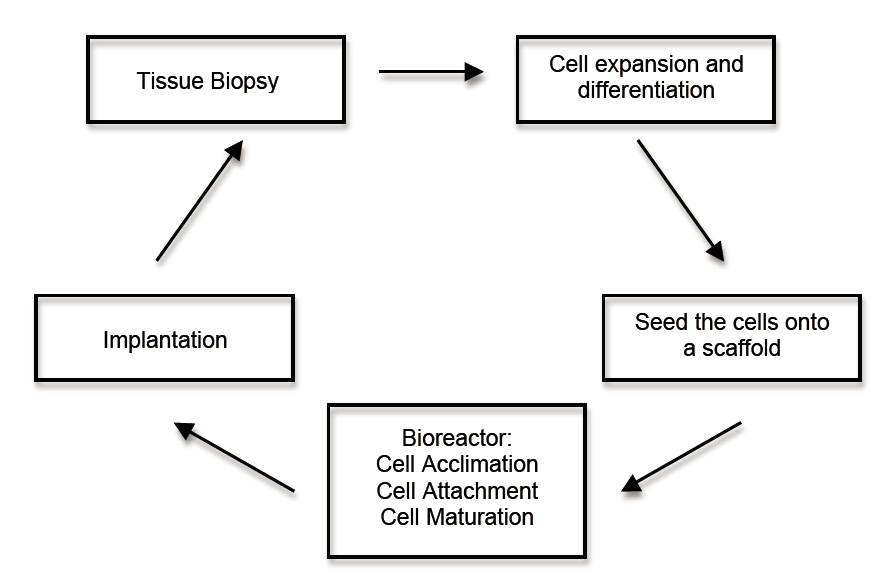 Tissue Biopsy
Cell expansion and
differentiation
Seed the cells onto
a scaffold
Bioreactor:
Cell Acclimation
Cell Attachment
Cell Maturation
Implantation